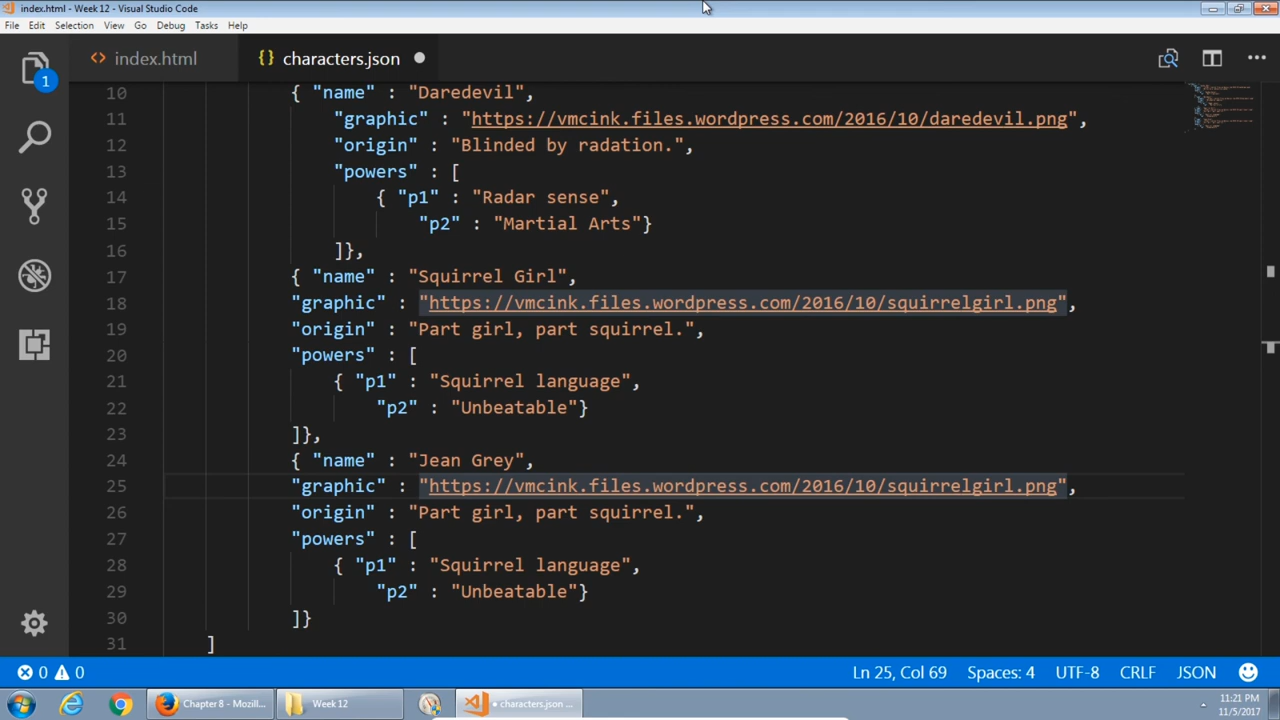 index.html - Week 12 - Visual Studio Code
File Edit Selection View Go Debug Tasks Help
1
<> index.html {} characters.json
10 { "name" : "Daredevil",
11 "graphic" : "https://vmcink.files.wordpress.com/2016/10/daredevil.png",
12 "origin" : "Blinded by radation.",
13 "powers" : [
14 { "p1" : "Radar sense",
15 "p2" : "Martial Arts"}
16 ]},
17 { "name" : "Squirrel Girl",
18 "graphic" : "https://vmcink.files.wordpress.com/2016/10/squirrelgirl.png",
19 "origin" : "Part girl, part squirrel.",
20 "powers" : [
21 { "p1" : "Squirrel language",
22 "p2" : "Unbeatable"}
23 ]},
24 { "name" : "Jean Grey",
25 "graphic" : "https://vmcink.files.wordpress.com/2016/10/squirrelgirl.png",
26 "origin" : "Part girl, part squirrel.",
27 "powers" : [
28 { "p1" : "Squirrel language",
29 "p2" : "Unbeatable"}
30 ]}
31 ]
0 0 Ln 25, Col 69 Spaces: 4 UTF-8 CRLF JSON
Chapter 8 - Mozill... Week 12 • characters.json ... 11:21 PM
11/5/2017